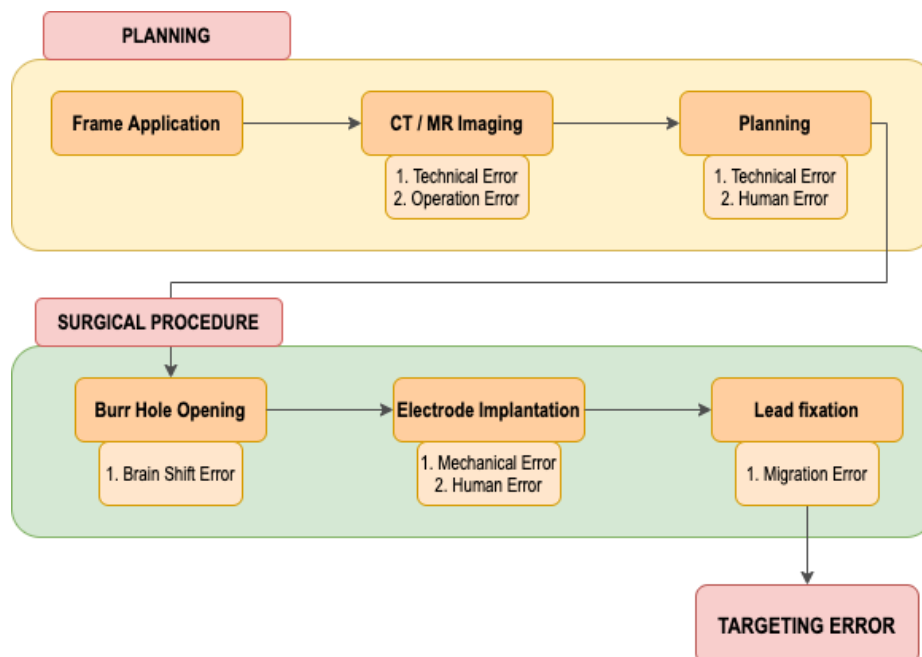 PLANNING
Frame Application
CT / MR Imaging
Planning
1. Technical Error
2. Operation Error
1. Technical Error
2. Human Error
SURGICAL PROCEDURE
Burr Hole Opening
Electrode Implantation
Lead fixation
1. Brain Shift Error
1. Mechanical Error
2. Human Error
1. Migration Error
TARGETING ERROR